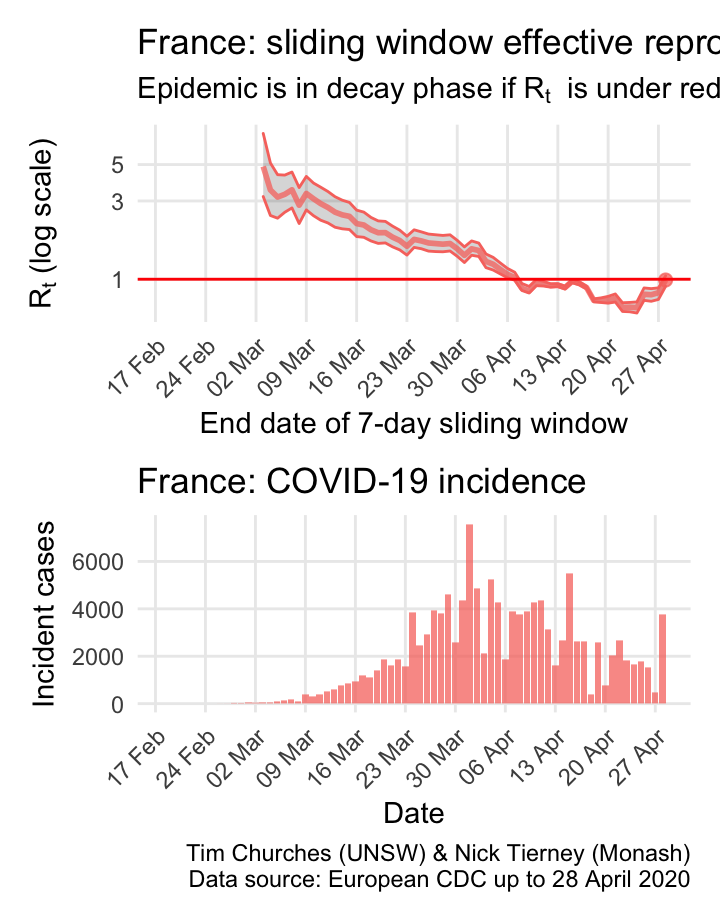 France: sliding window effective repro
Epidemic is in decay phase if Rt is under red
Rt (log scale)
5
3
1
17 Feb
24 Feb
02 Mar
09 Mar
16 Mar
23 Mar
30 Mar
06 Apr
13 Apr
20 Apr
27 Apr
End date of 7-day sliding window
France: COVID-19 incidence
Incident cases
6000
4000
2000
0
17 Feb
24 Feb
02 Mar
09 Mar
16 Mar
23 Mar
30 Mar
06 Apr
13 Apr
20 Apr
27 Apr
Date
Tim Churches (UNSW) & Nick Tierney (Monash)
Data source: European CDC up to 28 April 2020